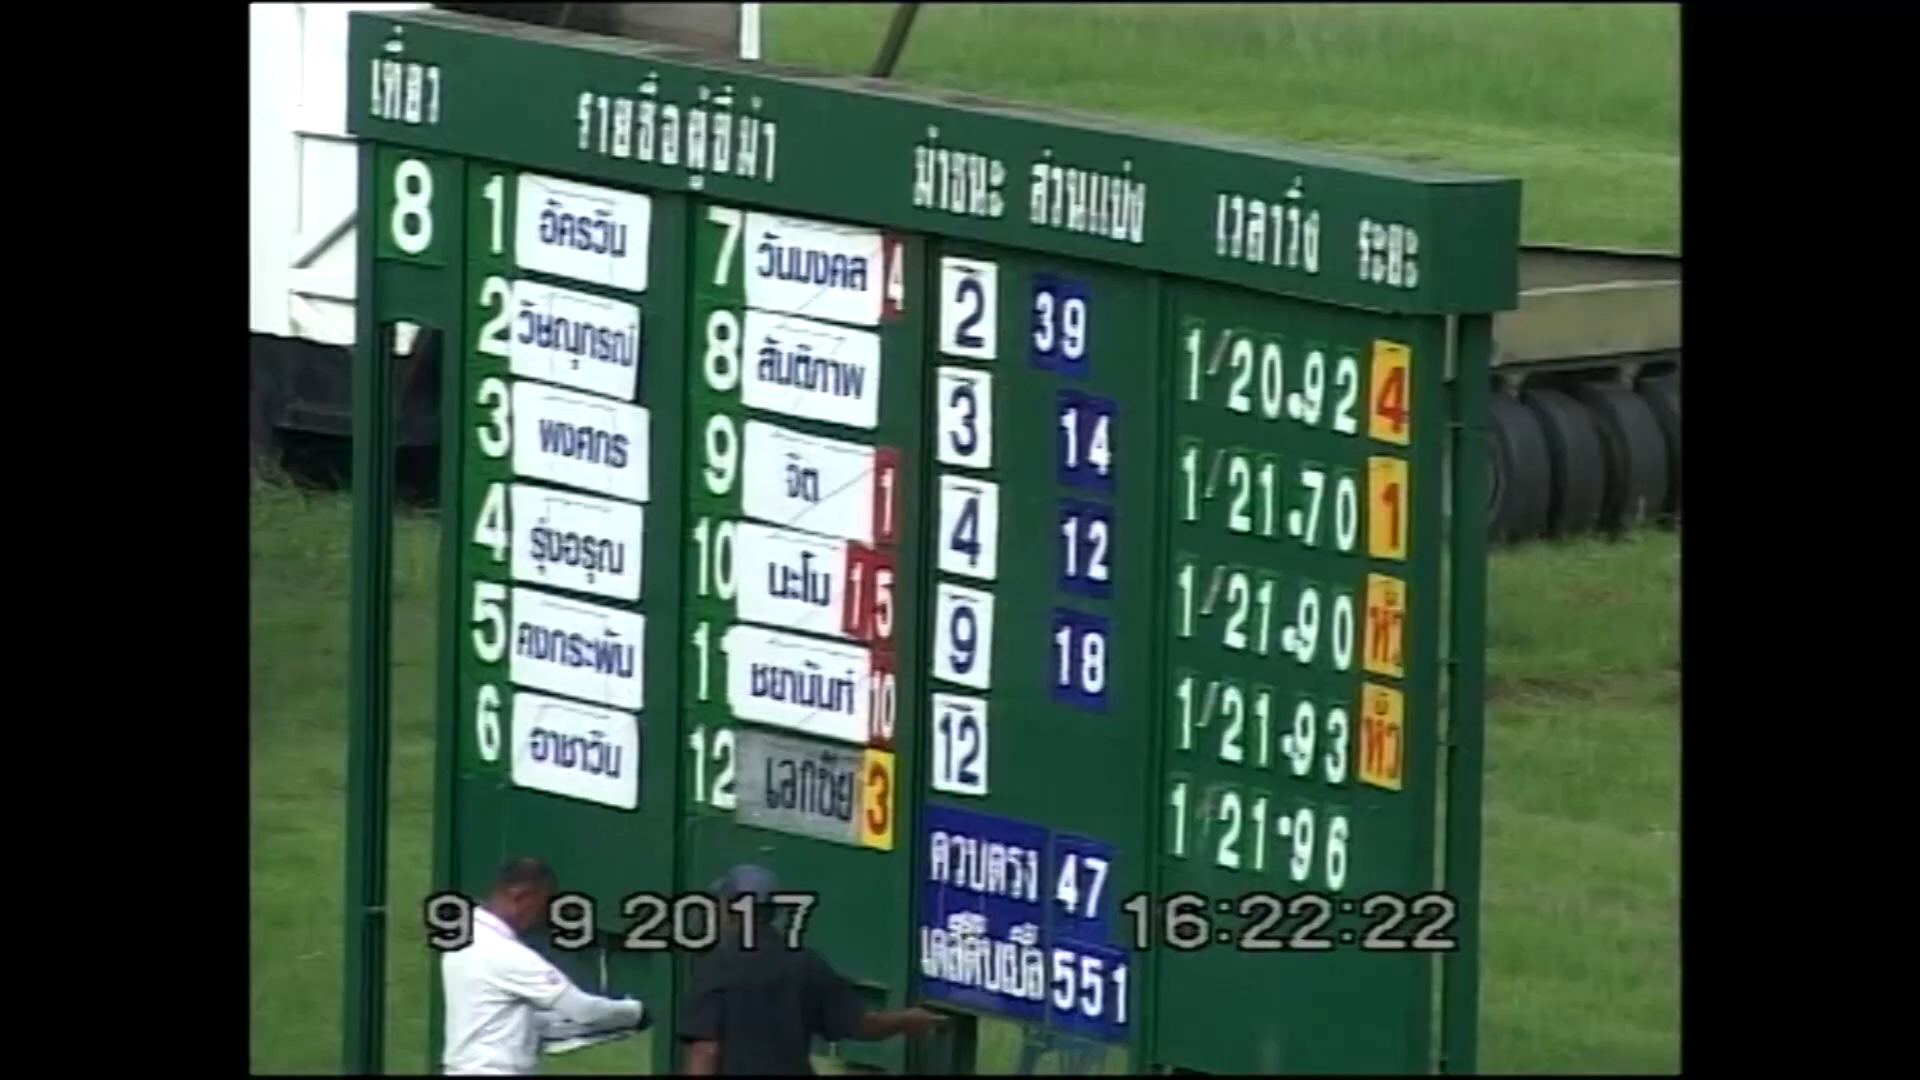 เที่ยว รายชื่อผู้ขี่ม้า ม้าชนะ ส่วนแบ่ง เวลาวิ่ง ระยะ
8
1 อัครวัน
2 วิษณุกรณ์
3 พงศกร
4 รุ่งอรุณ
5 คงกระพัน
6 อาชาวัน
7 วันมงคล 4
8 สันติภาพ
9 จิต 1
10 นะโม 15
11 ชยานันท์ 10
12 เอกชัย 3
2 39 1/20.92 4
3 14 1/21.70 1
4 12 1/21.90 หัว
9 18 1/21.93 หัว
12 1/21.96
ควบตรง 47
เดลี่ดับเบิ้ล 551
9 9 2017 16:22:22